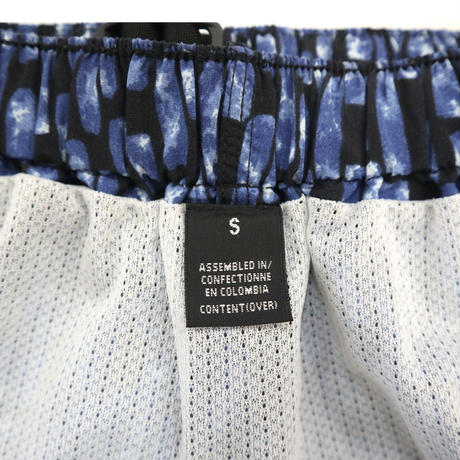 S
ASSEMBLED IN/
CONFECTIONNE
EN COLOMBIA
CONTENT(OVER)